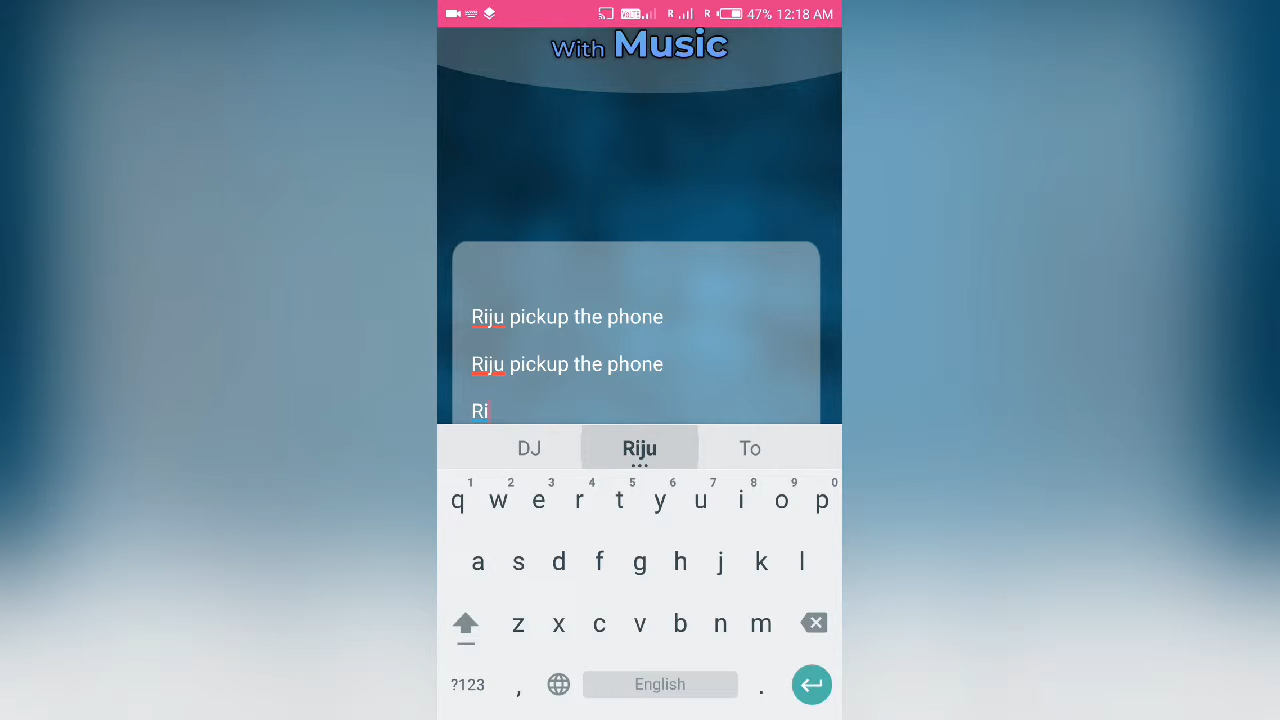 VOLTE R R 47% 12:18 AM
With Music
Riju pickup the phone
Riju pickup the phone
Ri
DJ Riju To
1 2 3 4 5 6 7 8 9 0
q w e r t y u i o p
a s d f g h j k l
z x c v b n m
?123 , English .